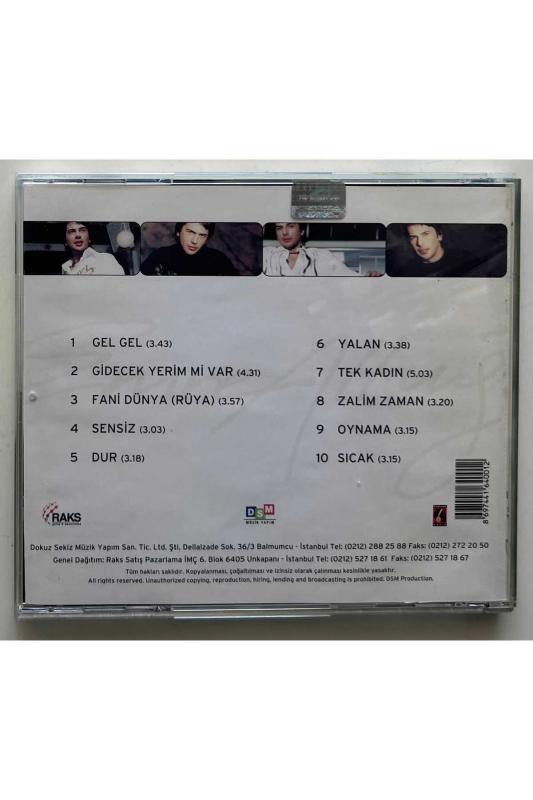 1 GEL GEL (3.43)
2 GİDECEK YERİM Mİ VAR (4.31)
3 FANİ DÜNYA (RÜYA) (3.57)
4 SENSİZ (3.03)
5 DUR (3.18)
6 YALAN (3.38)
7 TEK KADIN (5.03)
8 ZALİM ZAMAN (3.20)
9 OYNAMA (3.15)
10 SICAK (3.15)
RAKS
DSM
MÜZİK YAPIM
8697441640012
Dokuz Sekiz Müzik Yapım San. Tic. Ltd. Şti. Dellalzade Sok. 36/3 Balmumcu - İstanbul Tel: (0212) 288 25 88 Faks: (0212) 272 20 50
Genel Dağıtım: Raks Satış Pazarlama İMÇ 6. Blok 6405 Unkapanı - İstanbul Tel: (0212) 527 18 61 Faks: (0212) 527 18 67
Tüm hakları saklıdır. Kopyalanması, çoğaltılması ve izinsiz olarak çalınması kesinlikle yasaktır.
All rights reserved. Unauthorized copying, reproduction, hiring, lending and broadcasting is prohibited. DSM Production.